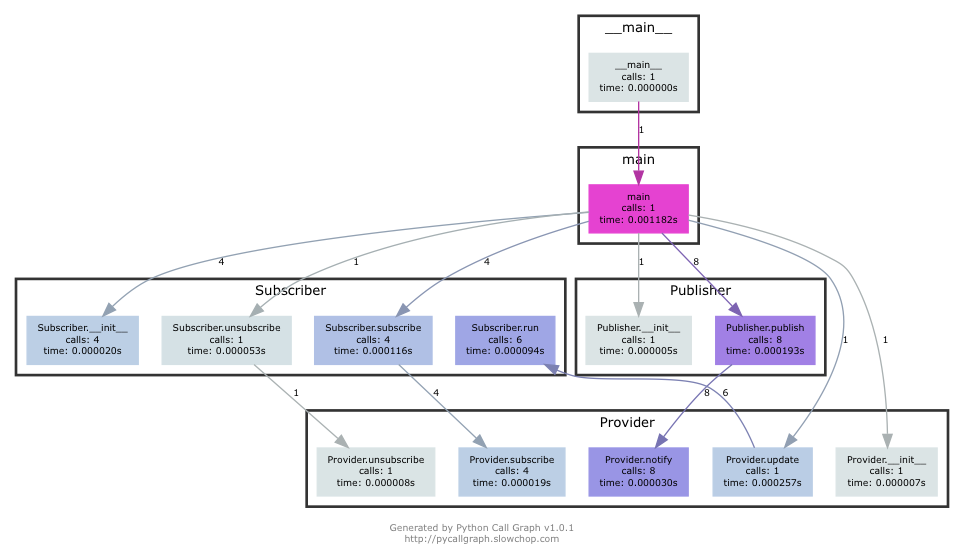 __main__
__main__
calls: 1
time: 0.000000s
1
main
main
calls: 1
time: 0.001182s
4
1
4
1
8
Subscriber
Subscriber.__init__
calls: 4
time: 0.000020s
Subscriber.unsubscribe
calls: 1
time: 0.000053s
Subscriber.subscribe
calls: 4
time: 0.000116s
Subscriber.run
calls: 6
time: 0.000094s
Publisher
Publisher.__init__
calls: 1
time: 0.000005s
Publisher.publish
calls: 8
time: 0.000193s
1
1
1
4
8
6
Provider
Provider.unsubscribe
calls: 1
time: 0.000008s
Provider.subscribe
calls: 4
time: 0.000019s
Provider.notify
calls: 8
time: 0.000030s
Provider.update
calls: 1
time: 0.000257s
Provider.__init__
calls: 1
time: 0.000007s
Generated by Python Call Graph v1.0.1
http://pycallgraph.slowchop.com